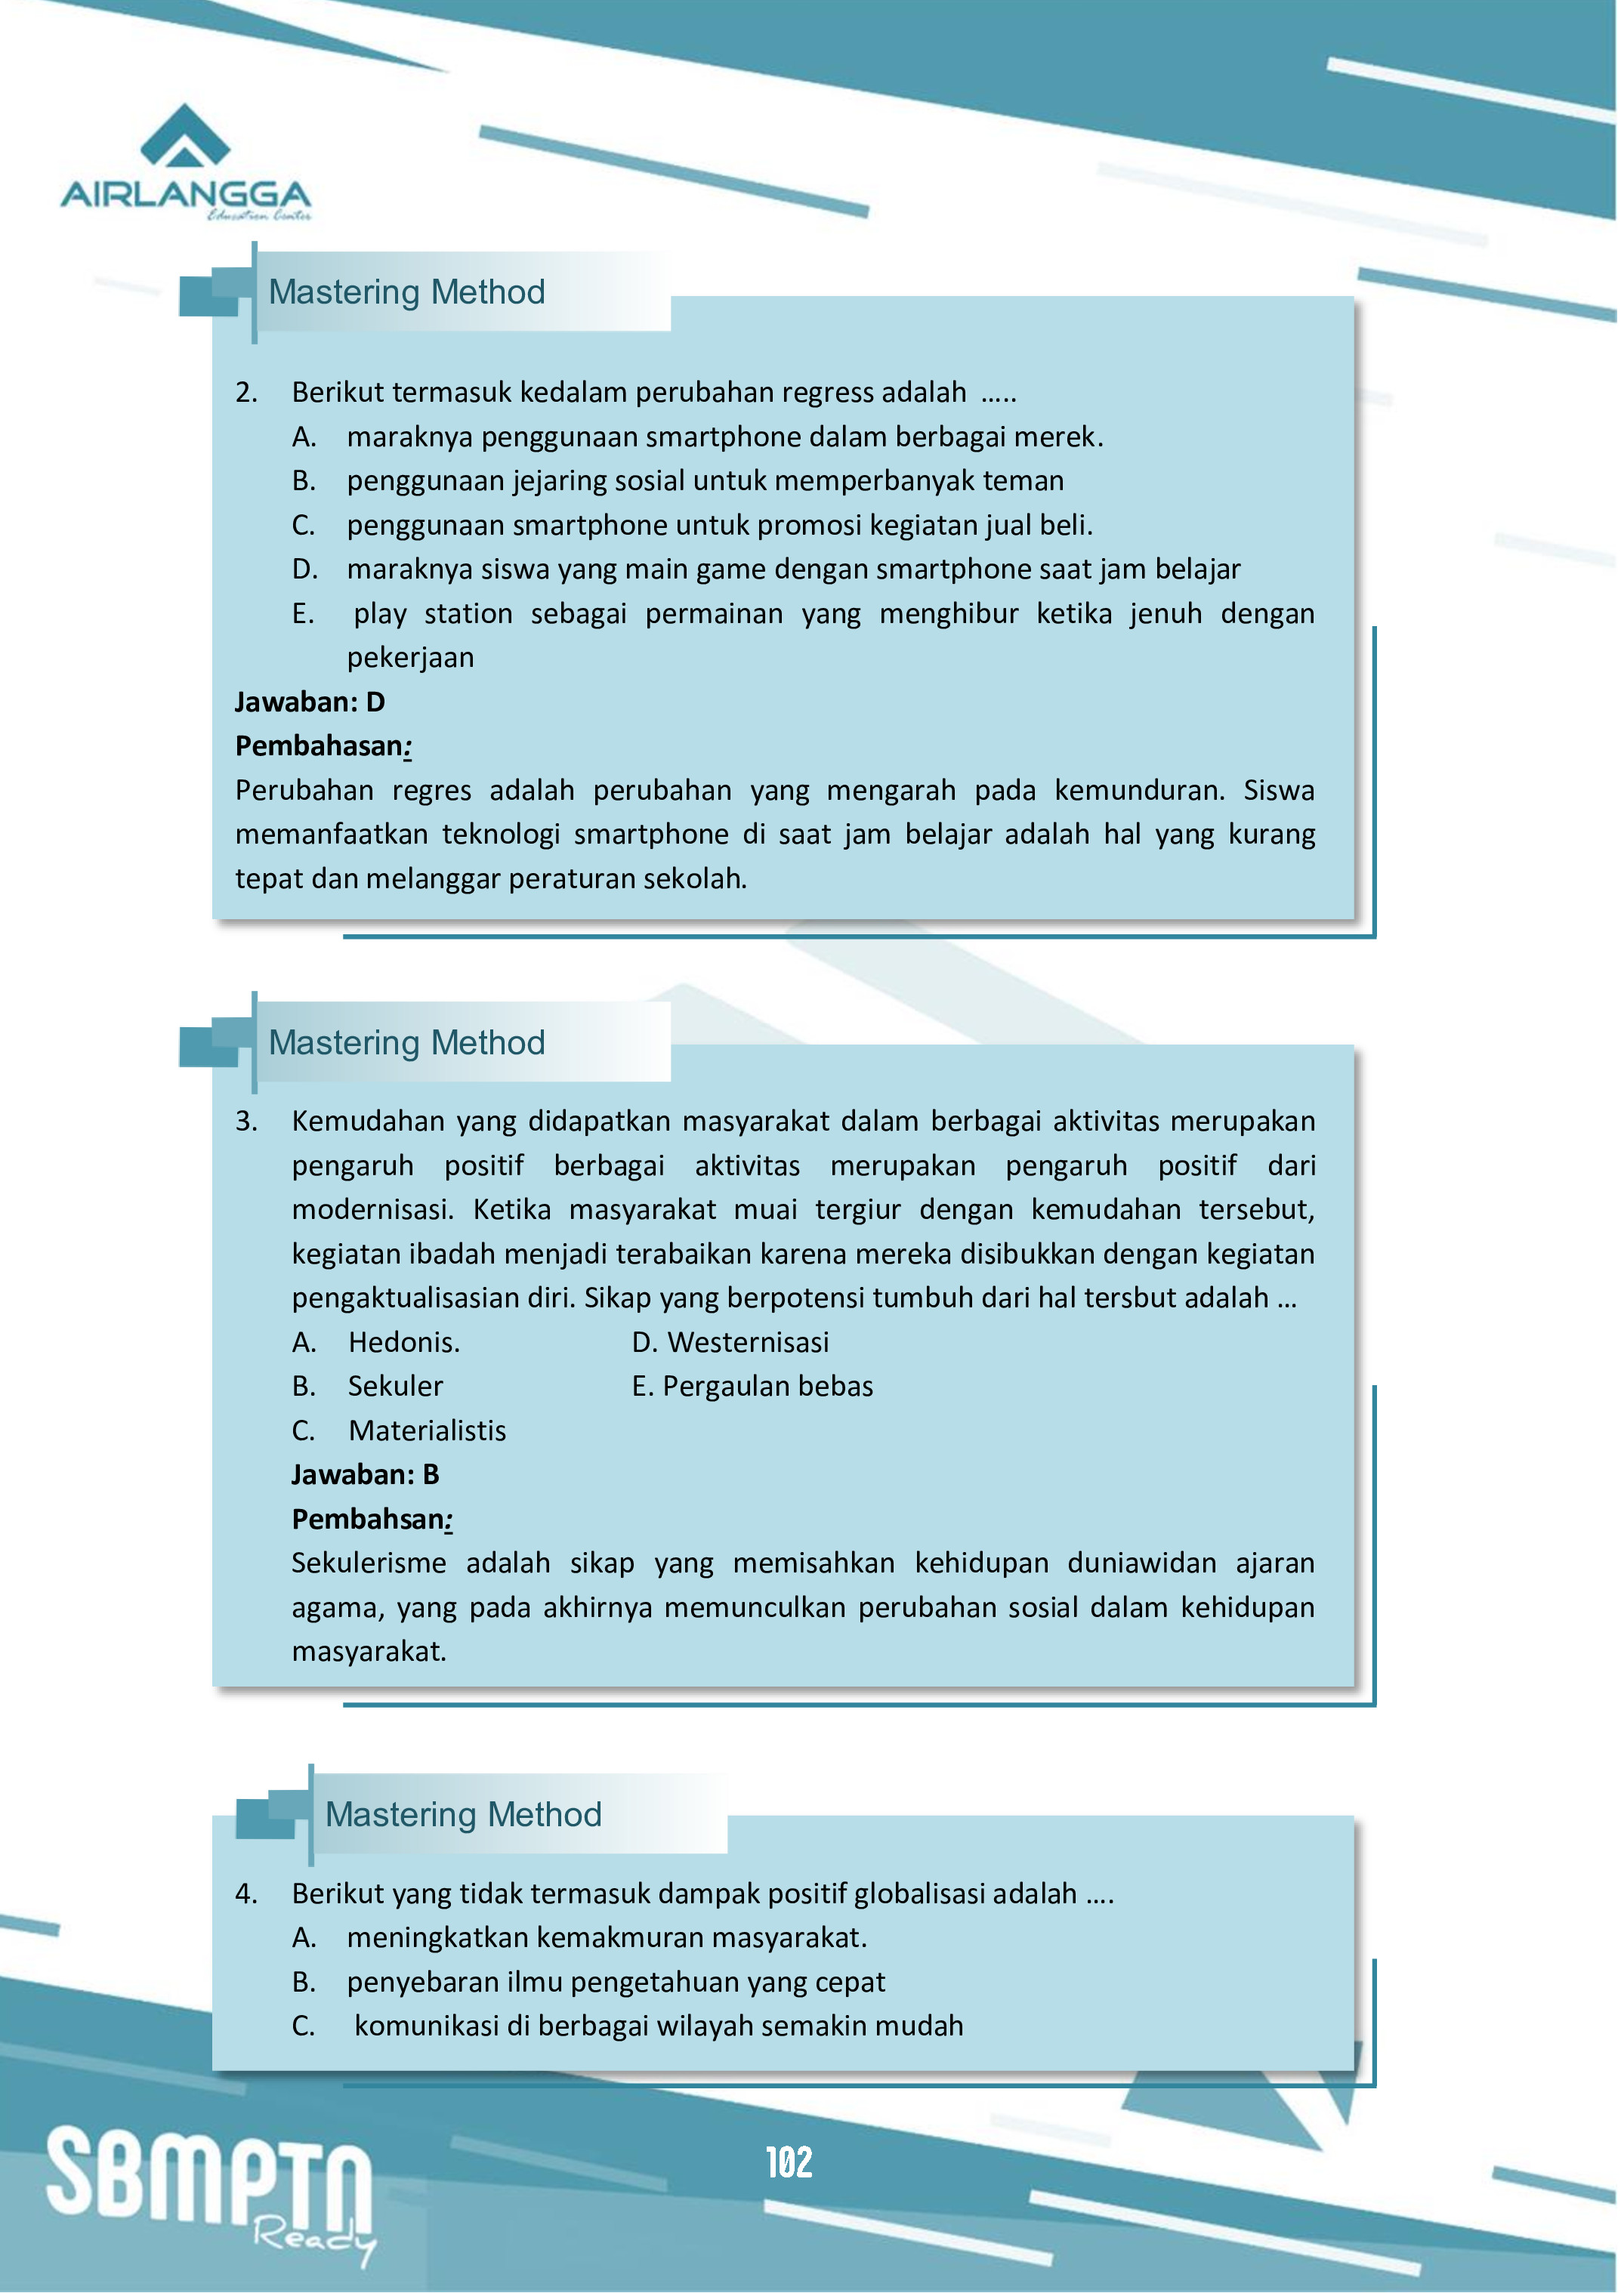 AIRLANGGA
Education Center
Mastering Method
2. Berikut termasuk kedalam perubahan regress adalah .....
A. maraknya penggunaan smartphone dalam berbagai merek.
B. penggunaan jejaring sosial untuk memperbanyak teman
C. penggunaan smartphone untuk promosi kegiatan jual beli.
D. maraknya siswa yang main game dengan smartphone saat jam belajar
E. play station sebagai permainan yang menghibur ketika jenuh dengan
pekerjaan
Jawaban: D
Pembahasan:
Perubahan regres adalah perubahan yang mengarah pada kemunduran. Siswa
memanfaatkan teknologi smartphone di saat jam belajar adalah hal yang kurang
tepat dan melanggar peraturan sekolah.
Mastering Method
3. Kemudahan yang didapatkan masyarakat dalam berbagai aktivitas merupakan
pengaruh positif berbagai aktivitas merupakan pengaruh positif dari
modernisasi. Ketika masyarakat muai tergiur dengan kemudahan tersebut,
kegiatan ibadah menjadi terabaikan karena mereka disibukkan dengan kegiatan
pengaktualisasian diri. Sikap yang berpotensi tumbuh dari hal tersbut adalah ...
A. Hedonis. D. Westernisasi
B. Sekuler E. Pergaulan bebas
C. Materialistis
Jawaban: B
Pembahsan:
Sekulerisme adalah sikap yang memisahkan kehidupan duniawidan ajaran
agama, yang pada akhirnya memunculkan perubahan sosial dalam kehidupan
masyarakat.
Mastering Method
4. Berikut yang tidak termasuk dampak positif globalisasi adalah ....
A. meningkatkan kemakmuran masyarakat.
B. penyebaran ilmu pengetahuan yang cepat
C. komunikasi di berbagai wilayah semakin mudah
SBMPTN
Ready
102